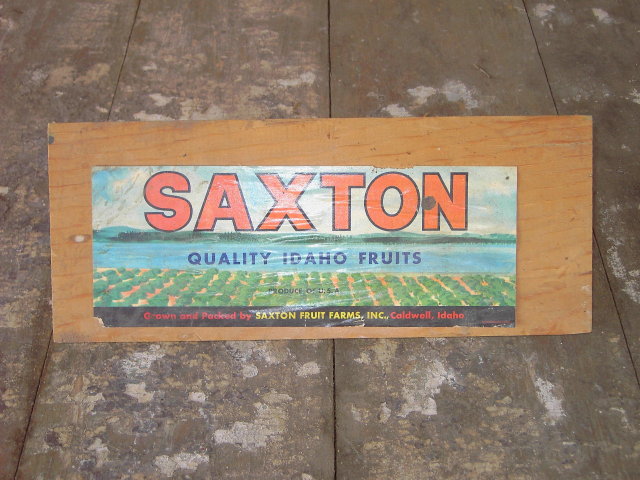 SAXTON
QUALITY IDAHO FRUITS
PRODUCE OF U.S.A.
Grown and Packed by SAXTON FRUIT FARMS, INC., Caldwell, Idaho